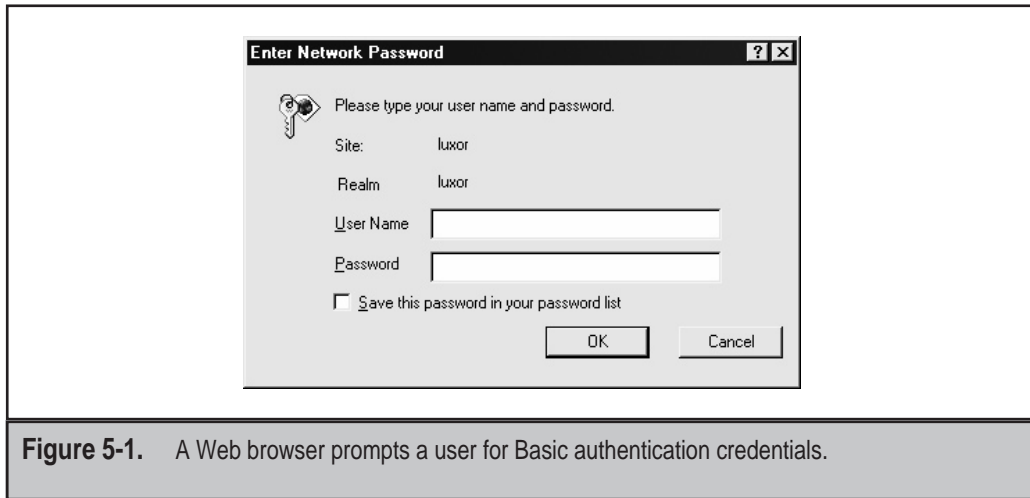 Enter Network Password
Please type your user name and password.
Site: luxor
Realm luxor
User Name
Password
Save this password in your password list
OK Cancel
Figure 5-1. A Web browser prompts a user for Basic authentication credentials.